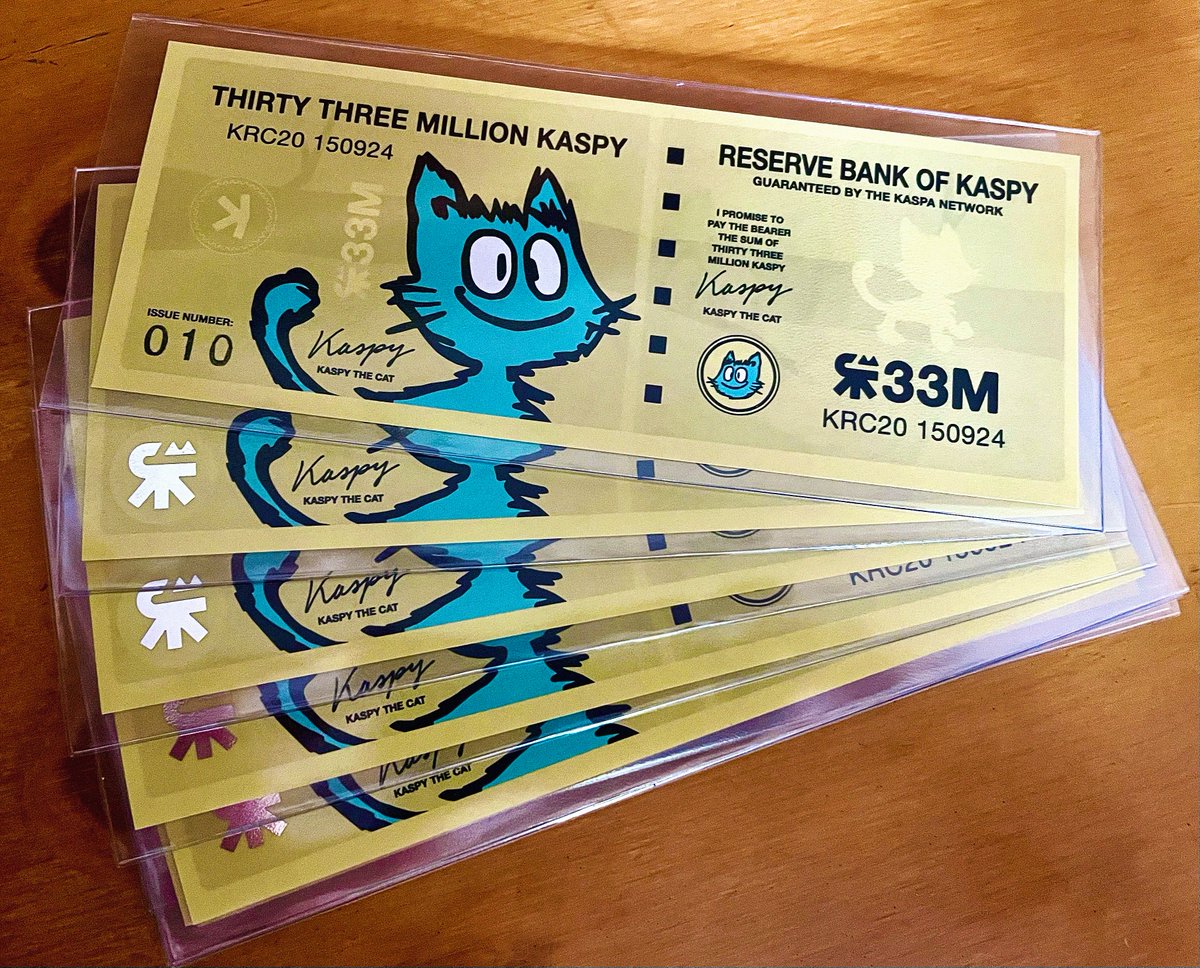 THIRTY THREE MILLION KASPY
KRC20 150924
33M
ISSUE NUMBER:
010
Kaspy
KASPY THE CAT
RESERVE BANK OF KASPY
GUARANTEED BY THE KASPA NETWORK
I PROMISE TO
PAY THE BEARER
THE SUM OF
THIRTY THREE
MILLION KASPY
Kaspy
KASPY THE CAT
33M
KRC20 150924
Kaspy
KASPY THE CAT
Kaspy
KASPY THE CAT
KRC20
Kaspy
KASPY THE CAT
Kaspy
KASPY THE CAT